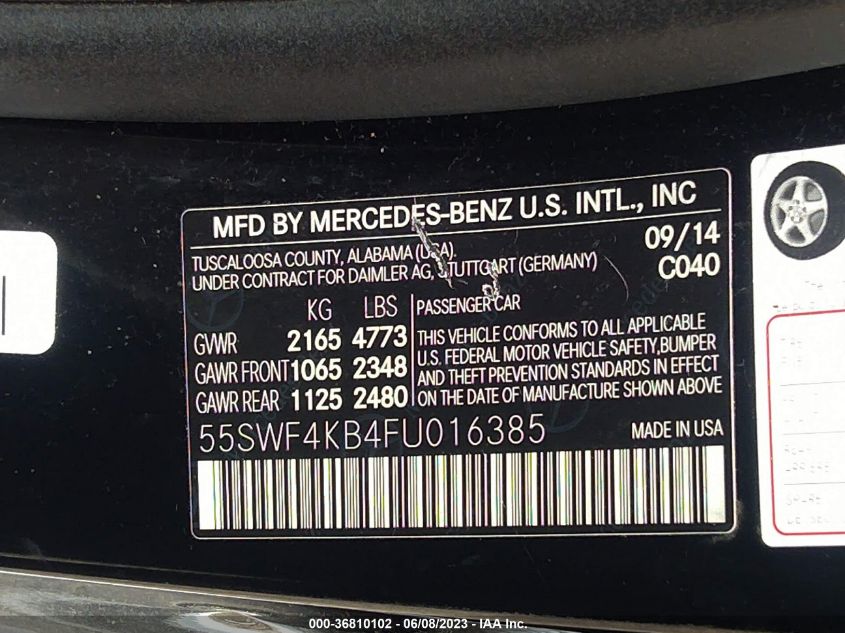 MFD BY MERCEDES-BENZ U.S. INTL., INC
TUSCALOOSA COUNTY, ALABAMA (USA)
UNDER CONTRACT FOR DAIMLER AG, STUTTGART (GERMANY)
09/14
C040
KG LBS
GVWR 2165 4773
GAWR FRONT 1065 2348
GAWR REAR 1125 2480
PASSENGER CAR
THIS VEHICLE CONFORMS TO ALL APPLICABLE
U.S. FEDERAL MOTOR VEHICLE SAFETY,BUMPER
AND THEFT PREVENTION STANDARDS IN EFFECT
ON THE DATE OF MANUFACTURE SHOWN ABOVE
55SWF4KB4FU016385
MADE IN USA
000-36810102 - 06/08/2023 - IAA Inc.